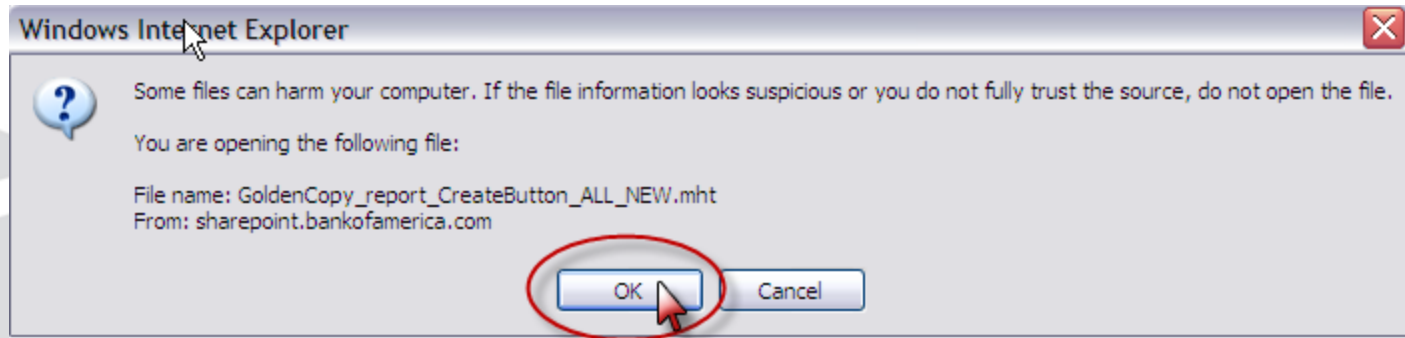 Windows Internet Explorer
Some files can harm your computer. If the file information looks suspicious or you do not fully trust the source, do not open the file.
You are opening the following file:
File name: GoldenCopy_report_CreateButton_ALL_NEW.mht
From: sharepoint.bankofamerica.com
OK Cancel